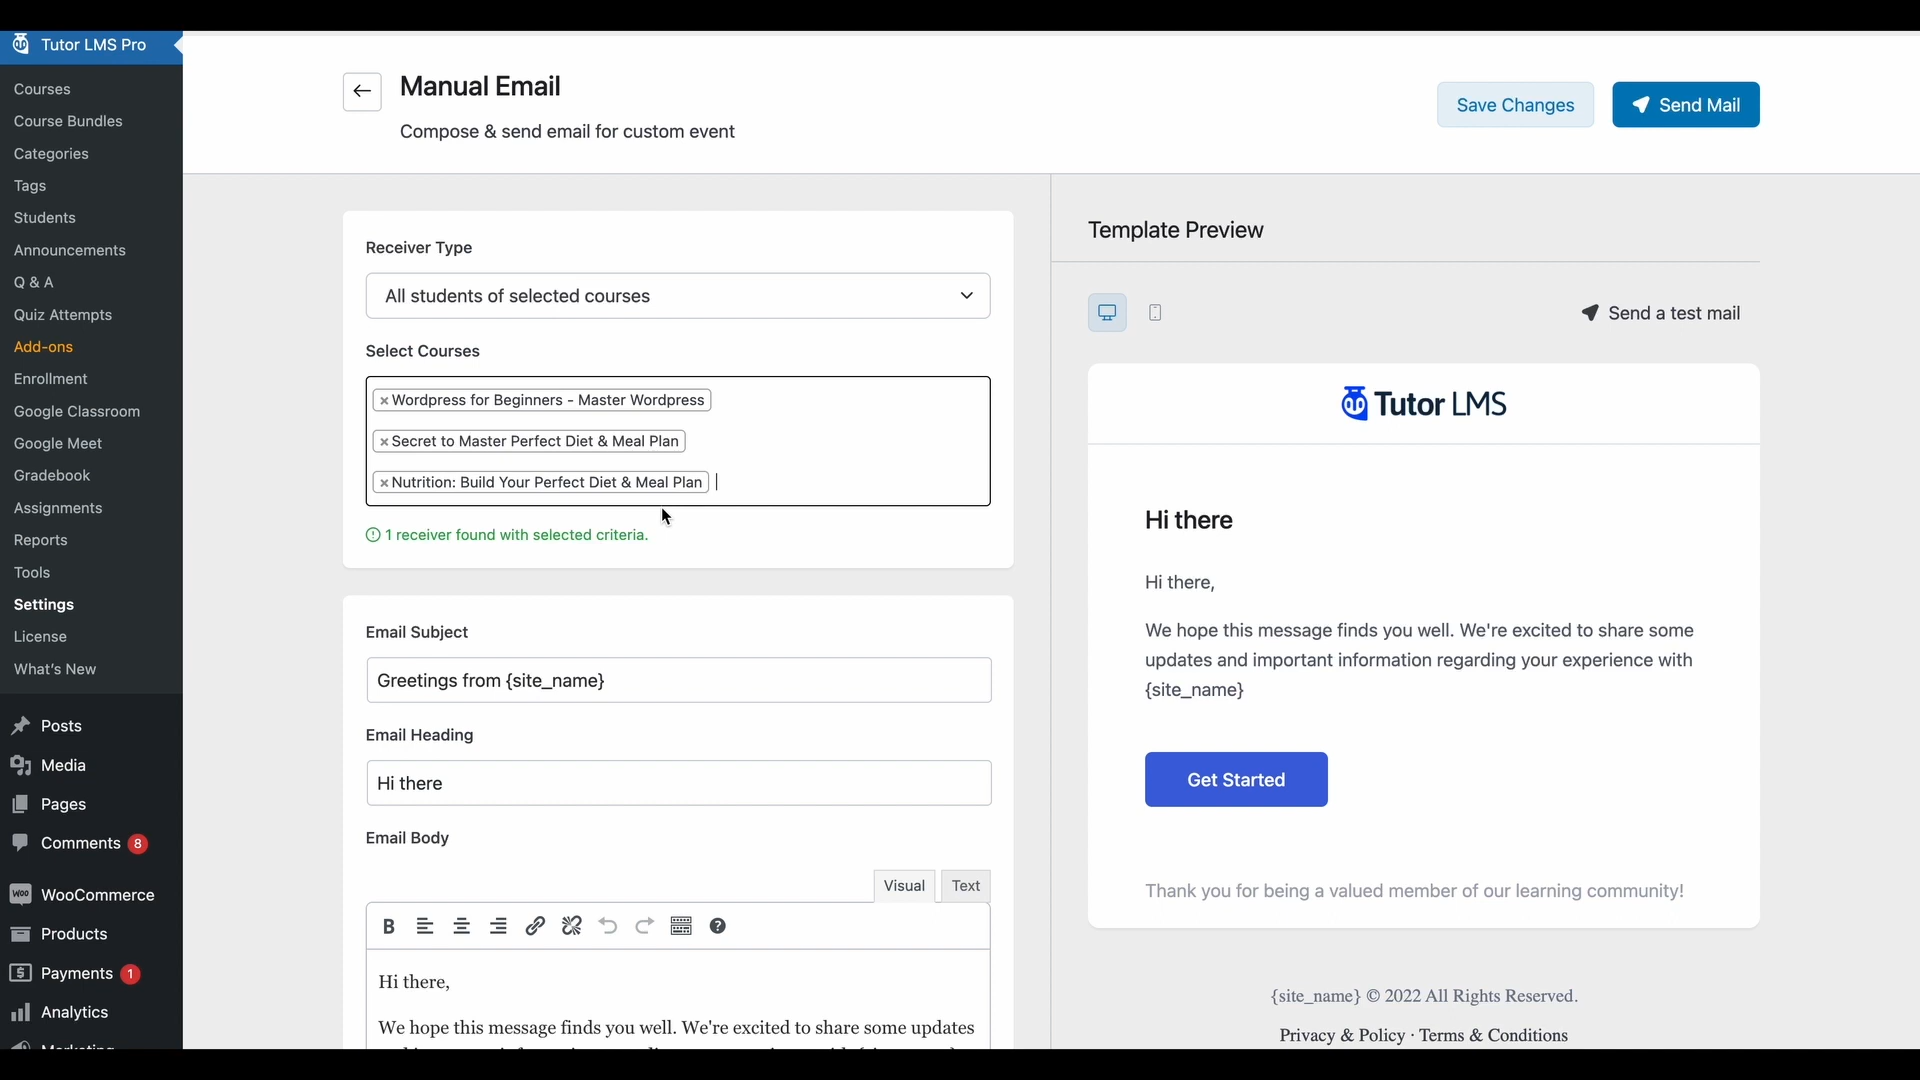 Tutor LMS Pro
Courses
Course Bundles
Categories
Tags
Students
Announcements
Q & A
Quiz Attempts
Add-ons
Enrollment
Google Classroom
Google Meet
Gradebook
Assignments
Reports
Tools
Settings
License
What's New
Posts
Media
Pages
Comments 8
WooCommerce
Products
Payments 1
Analytics
Marketing
Manual Email
Compose & send email for custom event
Save Changes
Send Mail
Receiver Type
All students of selected courses
Select Courses
× Wordpress for Beginners - Master Wordpress
× Secret to Master Perfect Diet & Meal Plan
× Nutrition: Build Your Perfect Diet & Meal Plan
1 receiver found with selected criteria.
Email Subject
Greetings from {site_name}
Email Heading
Hi there
Email Body
Visual
Text
B
Hi there,
We hope this message finds you well. We're excited to share some updates
Template Preview
Send a test mail
Tutor LMS
Hi there
Hi there,
We hope this message finds you well. We're excited to share some
updates and important information regarding your experience with
{site_name}
Get Started
Thank you for being a valued member of our learning community!
{site_name} © 2022 All Rights Reserved.
Privacy & Policy · Terms & Conditions